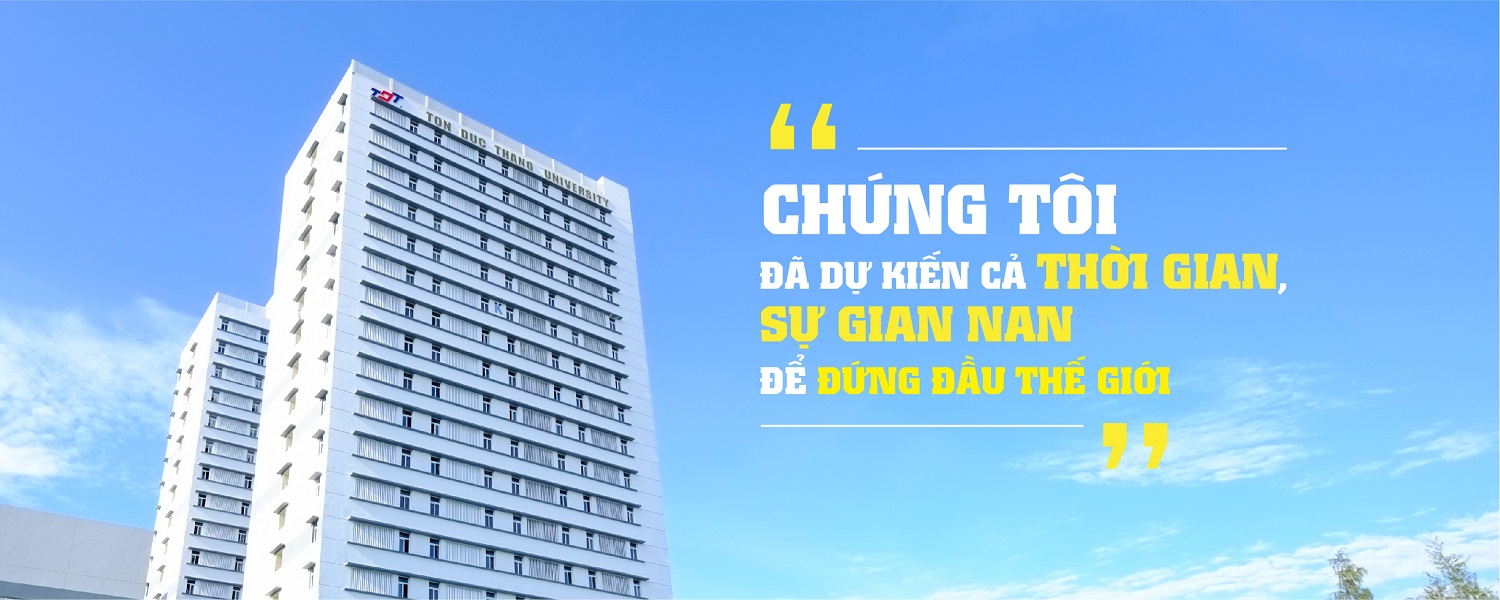 TDT
TON DUC THANG UNIVERSITY
K
“
CHÚNG TÔI
ĐÃ DỰ KIẾN CẢ THỜI GIAN,
SỰ GIAN NAN
ĐỂ ĐỨNG ĐẦU THẾ GIỚI
”